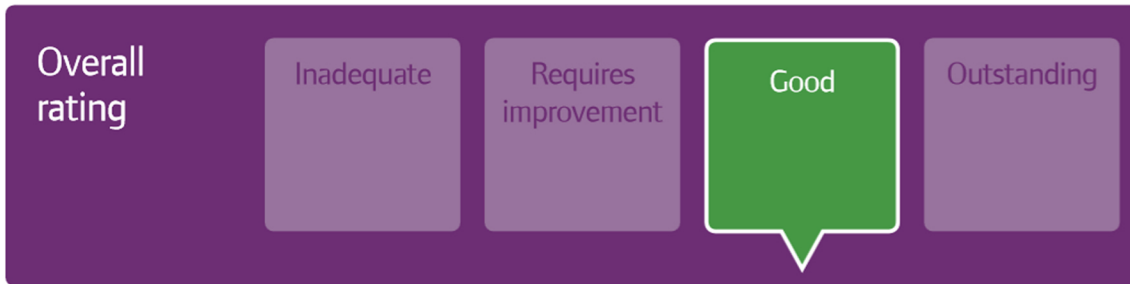 Overall
rating
Inadequate
Requires
improvement
Good
Outstanding